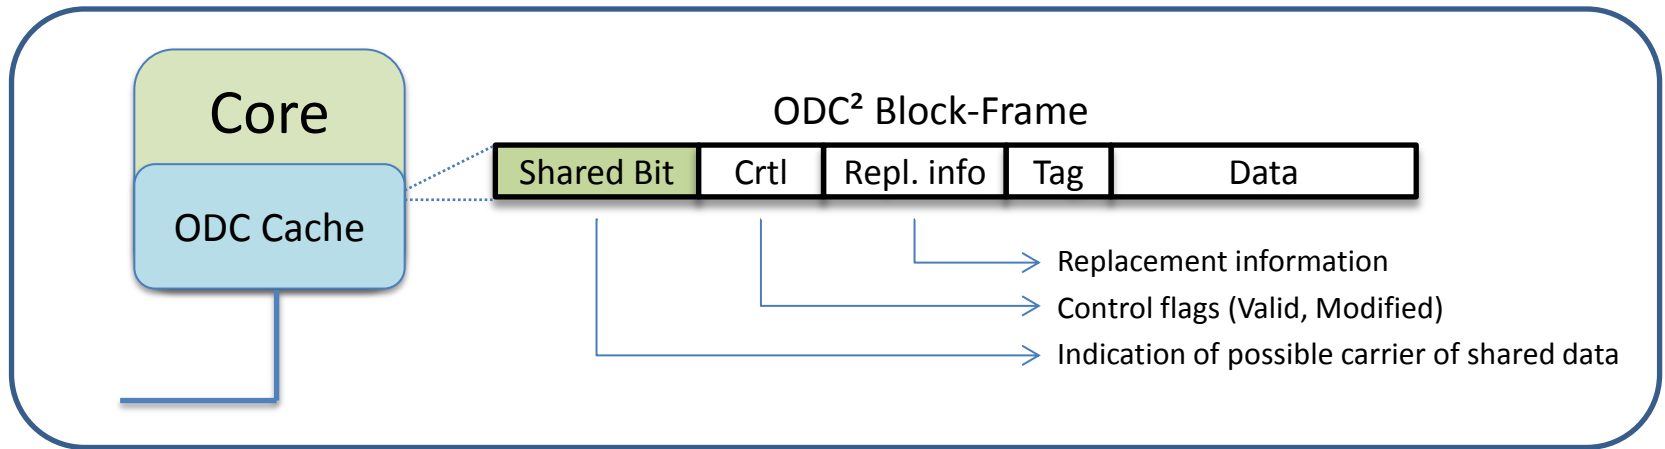 Core
ODC Cache
ODC² Block-Frame
Shared Bit Crtl Repl. info Tag Data
Replacement information
Control flags (Valid, Modified)
Indication of possible carrier of shared data